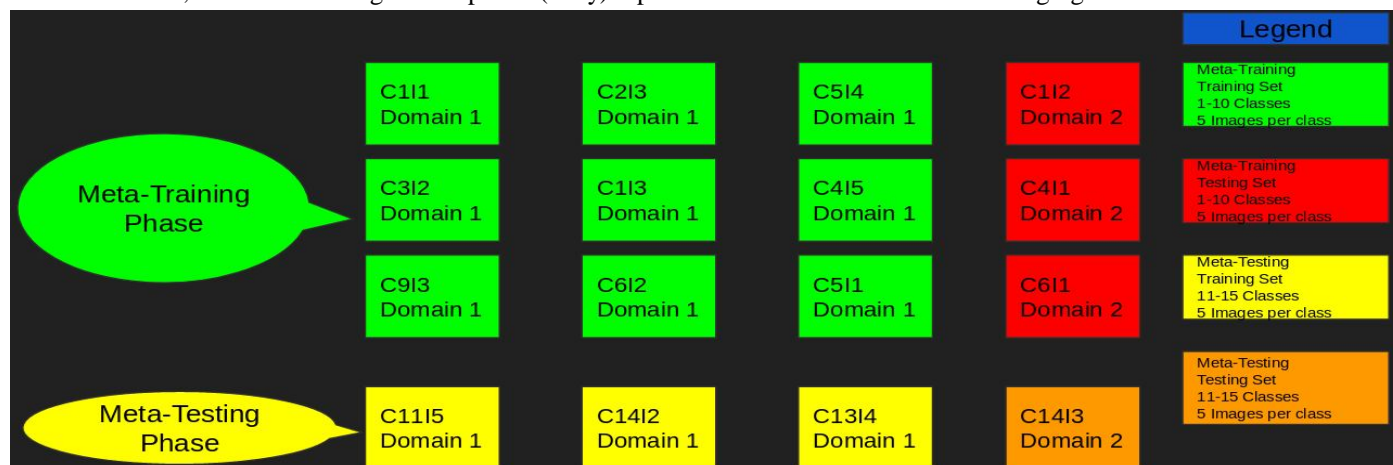 Legend
C1I1
Domain 1
C2I3
Domain 1
C5I4
Domain 1
C1I2
Domain 2
Meta-Training
Training Set
1-10 Classes
5 Images per class
Meta-Training
Phase
C3I2
Domain 1
C1I3
Domain 1
C4I5
Domain 1
C4I1
Domain 2
Meta-Training
Testing Set
1-10 Classes
5 Images per class
C9I3
Domain 1
C6I2
Domain 1
C5I1
Domain 1
C6I1
Domain 2
Meta-Testing
Training Set
11-15 Classes
5 Images per class
Meta-Testing
Testing Set
11-15 Classes
5 Images per class
Meta-Testing
Phase
C11I5
Domain 1
C14I2
Domain 1
C13I4
Domain 1
C14I3
Domain 2